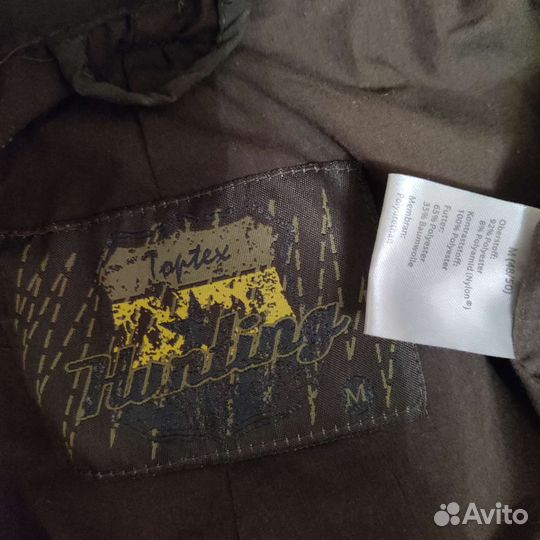 Toptex
Hunting
M
M (48/50)
Oberstoff:
92% Polyester
8% Polyamid (Nylon®)
Kontraststoff:
100% Polyester
Futter:
65% Polyester
35% Baumwolle
Membran:
Avito